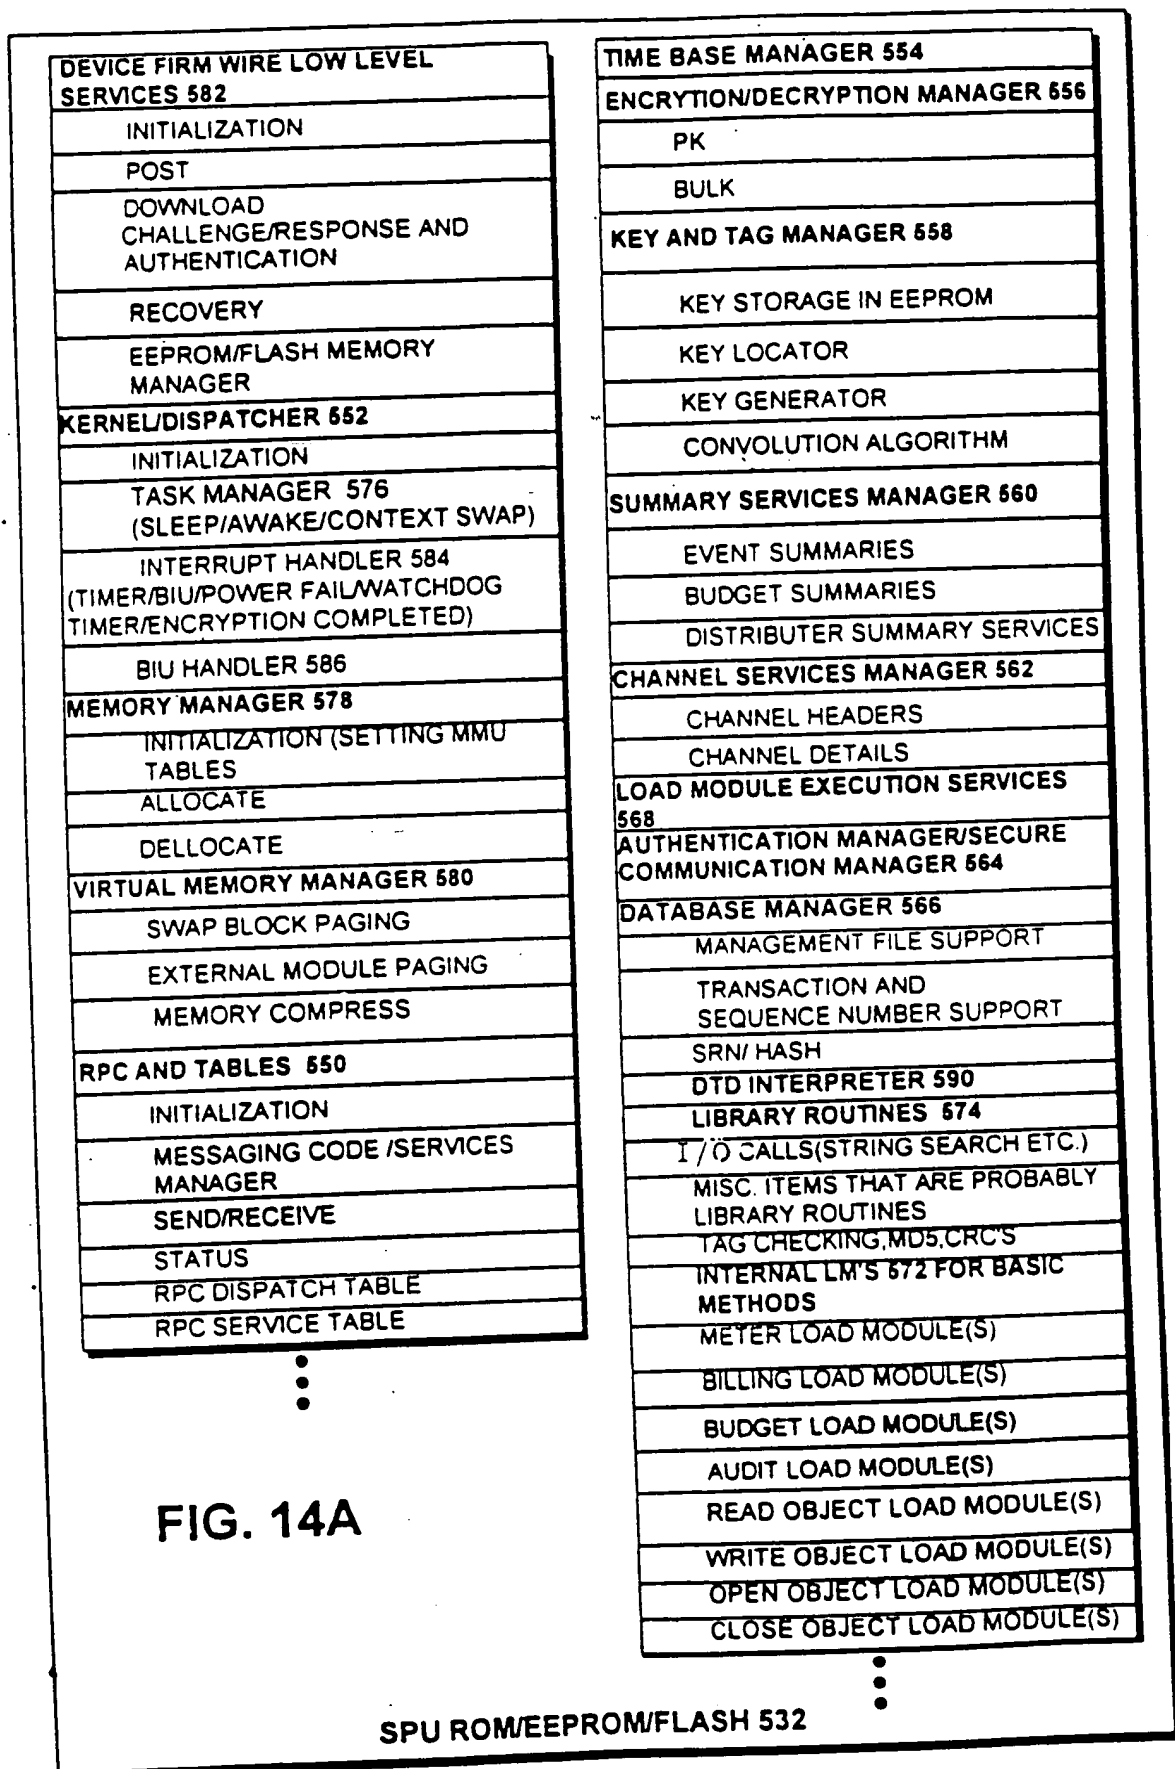 DEVICE FIRM WIRE LOW LEVEL
SERVICES 582
INITIALIZATION
POST
DOWNLOAD
CHALLENGE/RESPONSE AND
AUTHENTICATION
RECOVERY
EEPROM/FLASH MEMORY
MANAGER
KERNEL/DISPATCHER 552
INITIALIZATION
TASK MANAGER 576
(SLEEP/AWAKE/CONTEXT SWAP)
INTERRUPT HANDLER 584
(TIMER/BIU/POWER FAIL/WATCHDOG
TIMER/ENCRYPTION COMPLETED)
BIU HANDLER 586
MEMORY MANAGER 578
INITIALIZATION (SETTING MMU
TABLES
ALLOCATE
DELLOCATE
VIRTUAL MEMORY MANAGER 580
SWAP BLOCK PAGING
EXTERNAL MODULE PAGING
MEMORY COMPRESS
RPC AND TABLES 550
INITIALIZATION
MESSAGING CODE /SERVICES
MANAGER
SEND/RECEIVE
STATUS
RPC DISPATCH TABLE
RPC SERVICE TABLE
TIME BASE MANAGER 554
ENCRYTION/DECRYPTION MANAGER 556
PK
BULK
KEY AND TAG MANAGER 558
KEY STORAGE IN EEPROM
KEY LOCATOR
KEY GENERATOR
CONVOLUTION ALGORITHM
SUMMARY SERVICES MANAGER 560
EVENT SUMMARIES
BUDGET SUMMARIES
DISTRIBUTER SUMMARY SERVICES
CHANNEL SERVICES MANAGER 562
CHANNEL HEADERS
CHANNEL DETAILS
LOAD MODULE EXECUTION SERVICES
568
AUTHENTICATION MANAGER/SECURE
COMMUNICATION MANAGER 564
DATABASE MANAGER 566
MANAGEMENT FILE SUPPORT
TRANSACTION AND
SEQUENCE NUMBER SUPPORT
SRN/ HASH
DTD INTERPRETER 590
LIBRARY ROUTINES 574
I/O CALLS(STRING SEARCH ETC.)
MISC. ITEMS THAT ARE PROBABLY
LIBRARY ROUTINES
TAG CHECKING,MD5,CRC'S
INTERNAL LM'S 572 FOR BASIC
METHODS
METER LOAD MODULE(S)
BILLING LOAD MODULE(S)
BUDGET LOAD MODULE(S)
AUDIT LOAD MODULE(S)
READ OBJECT LOAD MODULE(S)
WRITE OBJECT LOAD MODULE(S)
OPEN OBJECT LOAD MODULE(S)
CLOSE OBJECT LOAD MODULE(S)
FIG. 14A
SPU ROM/EEPROM/FLASH 532